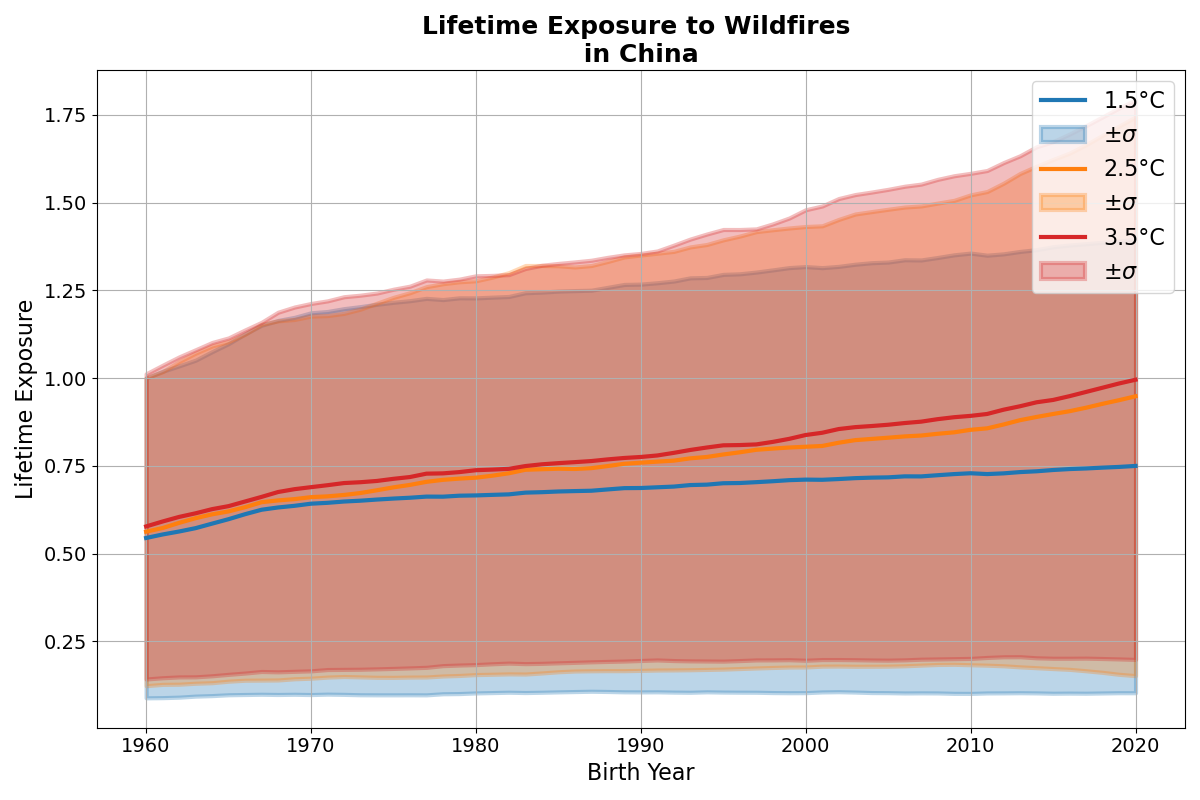 Lifetime Exposure to Wildfires
in China
Lifetime Exposure
1.75
1.50
1.25
1.00
0.75
0.50
0.25
1960
1970
1980
1990
2000
2010
2020
Birth Year
1.5°C
±σ
2.5°C
±σ
3.5°C
±σ